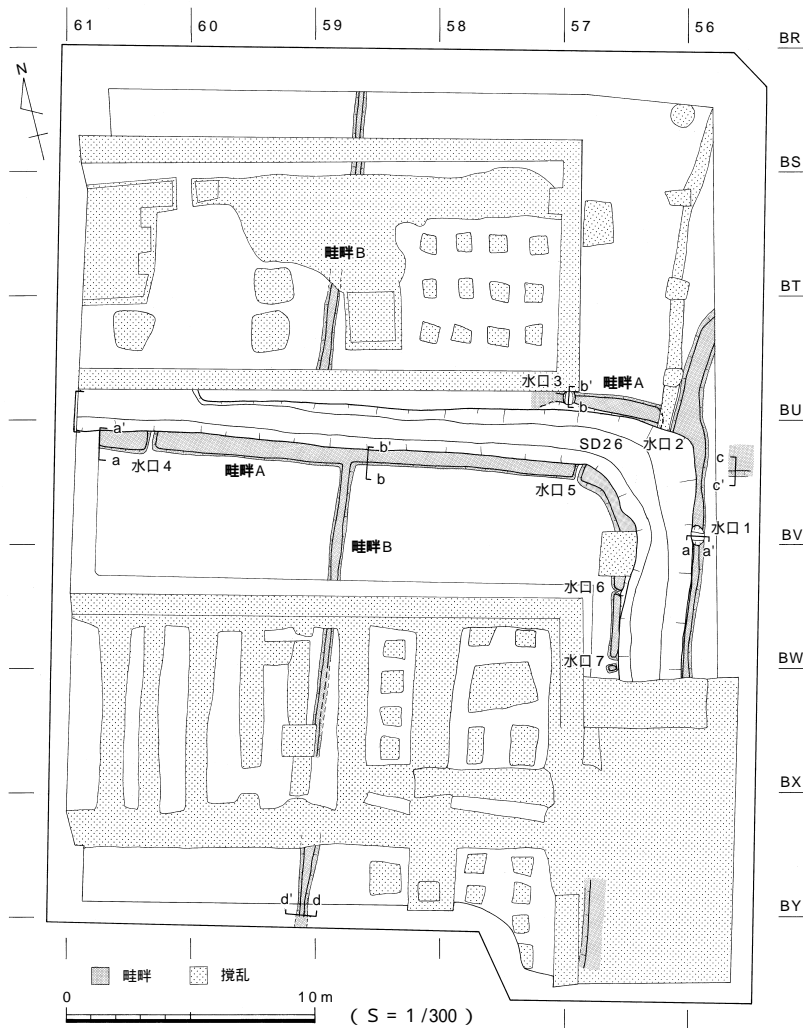 61 60 59 58 57 56
BR
N
BS
畦畔B
BT
水口3 b' 畦畔A
b
BU
a' b' SD26 水口2
a 水口4 畦畔A b 水口5 c
c'
水口1
a a'
畦畔B BV
水口6
水口7 BW
BX
d' d BY
畦畔 撹乱
0 10m
( S = 1/300 )